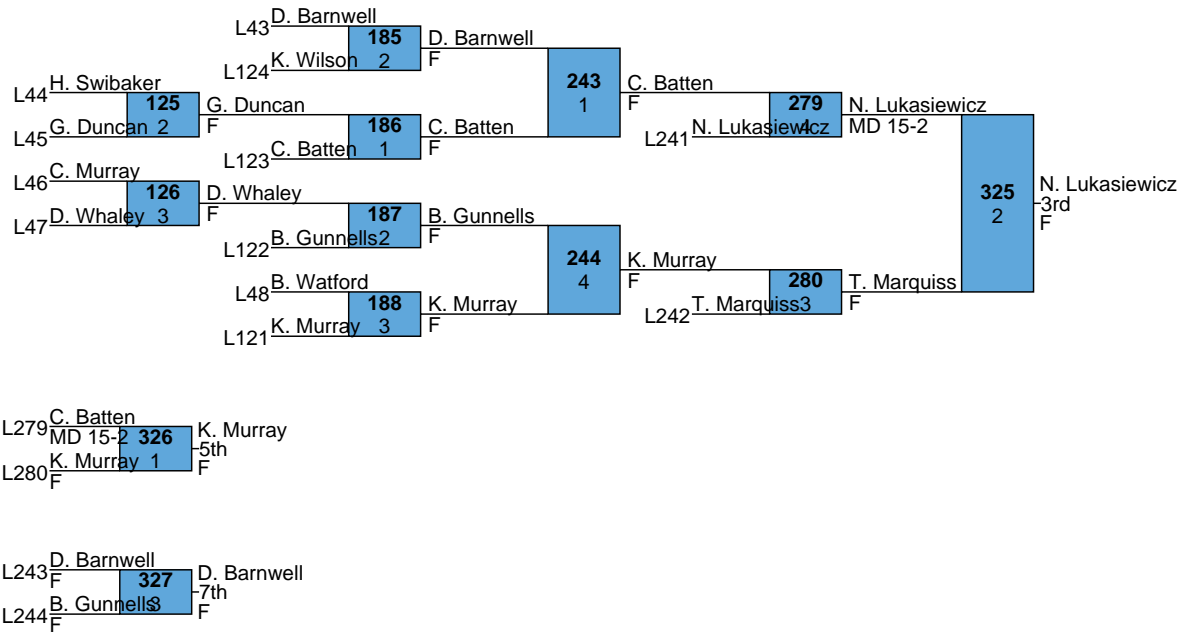 L43 D. Barnwell
185
2
D. Barnwell
F
L124 K. Wilson
L44 H. Swibaker
125
2
G. Duncan
F
L45 G. Duncan
186
1
C. Batten
F
L123 C. Batten
243
1
C. Batten
F
L46 C. Murray
126
3
D. Whaley
F
L47 D. Whaley
187
2
B. Gunnells
F
L122 B. Gunnells
L48 B. Watford
188
3
K. Murray
F
L121 K. Murray
244
4
K. Murray
F
279
4
L241 N. Lukasiewicz
N. Lukasiewicz
MD 15-2
280
3
L242 T. Marquiss
T. Marquiss
F
325
2
N. Lukasiewicz
3rd
F
L279 C. Batten
MD 15-2
326
1
L280 K. Murray
F
K. Murray
5th
F
L243 D. Barnwell
F
327
3
L244 B. Gunnells
F
D. Barnwell
7th
F